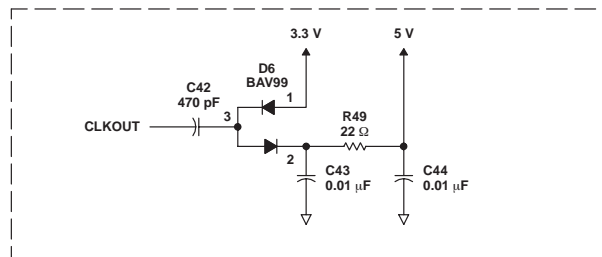 3.3 V
5 V
D6
BAV99
C42
470 pF
1
3
R49
22 Ω
CLKOUT
2
C43
0.01 µF
C44
0.01 µF